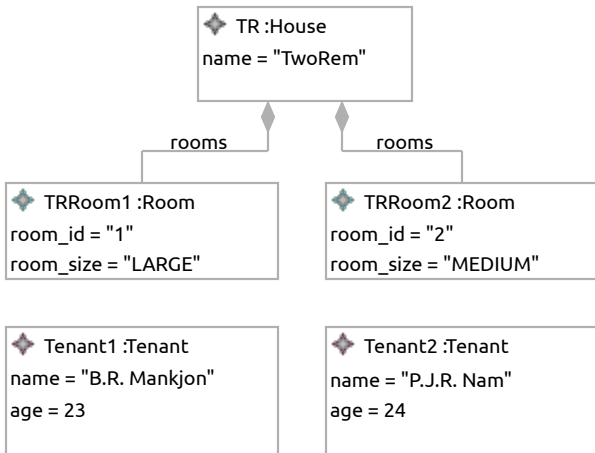 TR :House
name = "TwoRem"
rooms
rooms
TRRoom1 :Room
room_id = "1"
room_size = "LARGE"
TRRoom2 :Room
room_id = "2"
room_size = "MEDIUM"
Tenant1 :Tenant
name = "B.R. Mankjon"
age = 23
Tenant2 :Tenant
name = "P.J.R. Nam"
age = 24